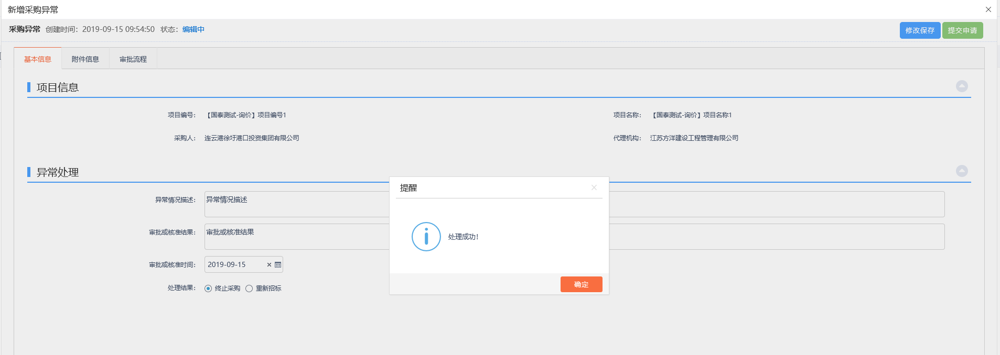 新增采购异常
采购异常 创建时间：2019-09-15 09:54:50 状态：编辑中 修改保存 提交申请
基本信息 附件信息 审批流程
项目信息
项目编号： 【国泰测试-询价】项目编号1 项目名称： 【国泰测试-询价】项目名称1
采购人： 连云港徐圩港口投资集团有限公司 代理机构： 江苏方洋建设工程管理有限公司
异常处理
异常情况描述： 异常情况描述
审批或核准结果： 审批或核准结果
审批或核准时间： 2019-09-15
处理结果： 终止采购 重新招标
提醒
处理成功！
确定